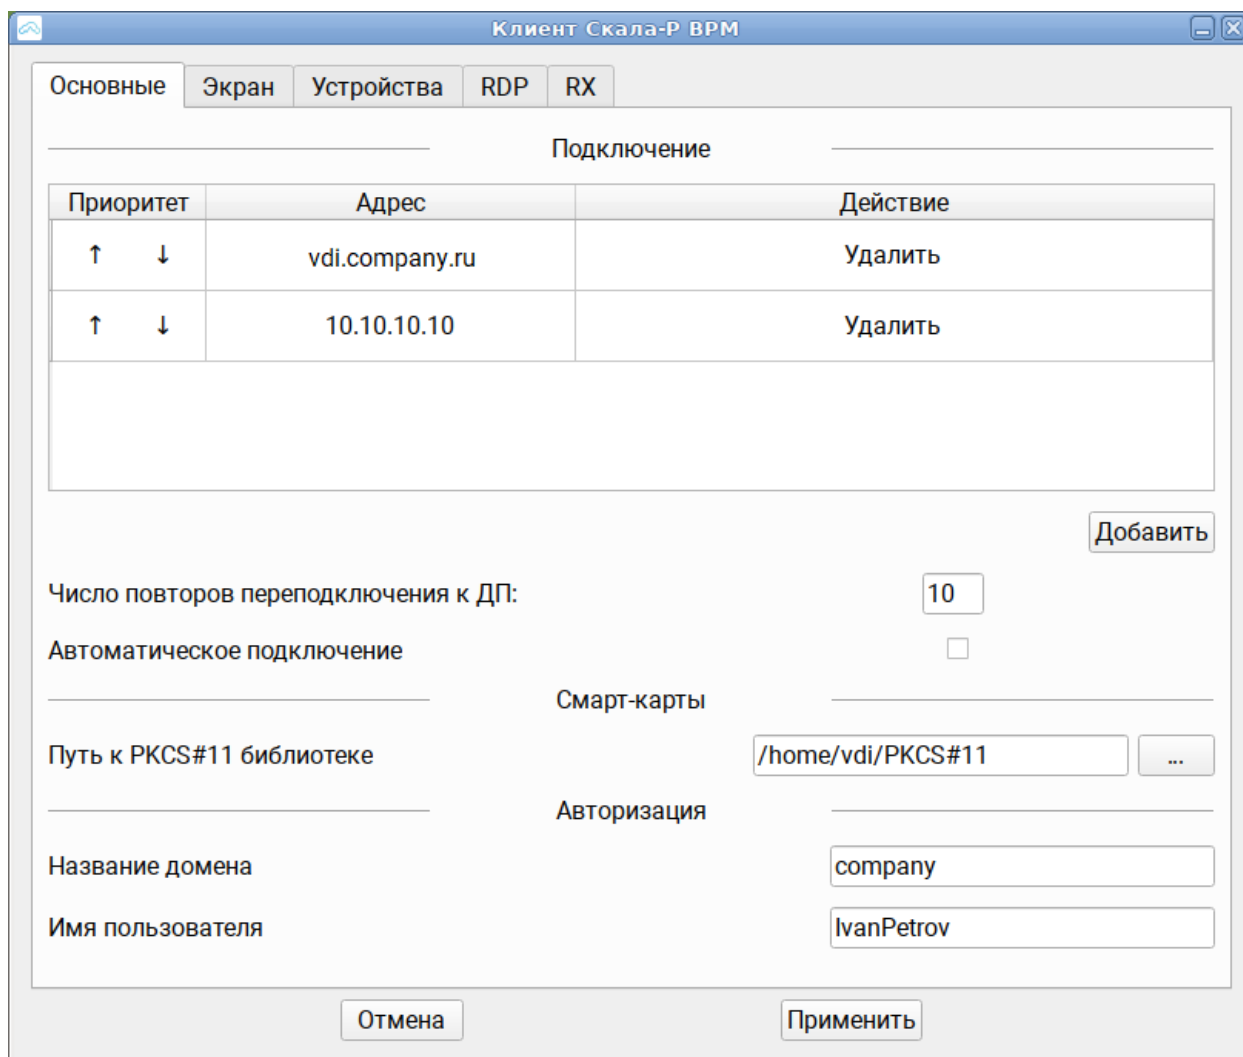 Клиент Скала-Р ВРМ
Основные Экран Устройства RDP RX
Подключение
Приоритет Адрес Действие
↑ ↓ vdi.company.ru Удалить
↑ ↓ 10.10.10.10 Удалить
Добавить
Число повторов переподключения к ДП: 10
Автоматическое подключение
Смарт-карты
Путь к PKCS#11 библиотеке /home/vdi/PKCS#11 ...
Авторизация
Название домена company
Имя пользователя IvanPetrov
Отмена Применить